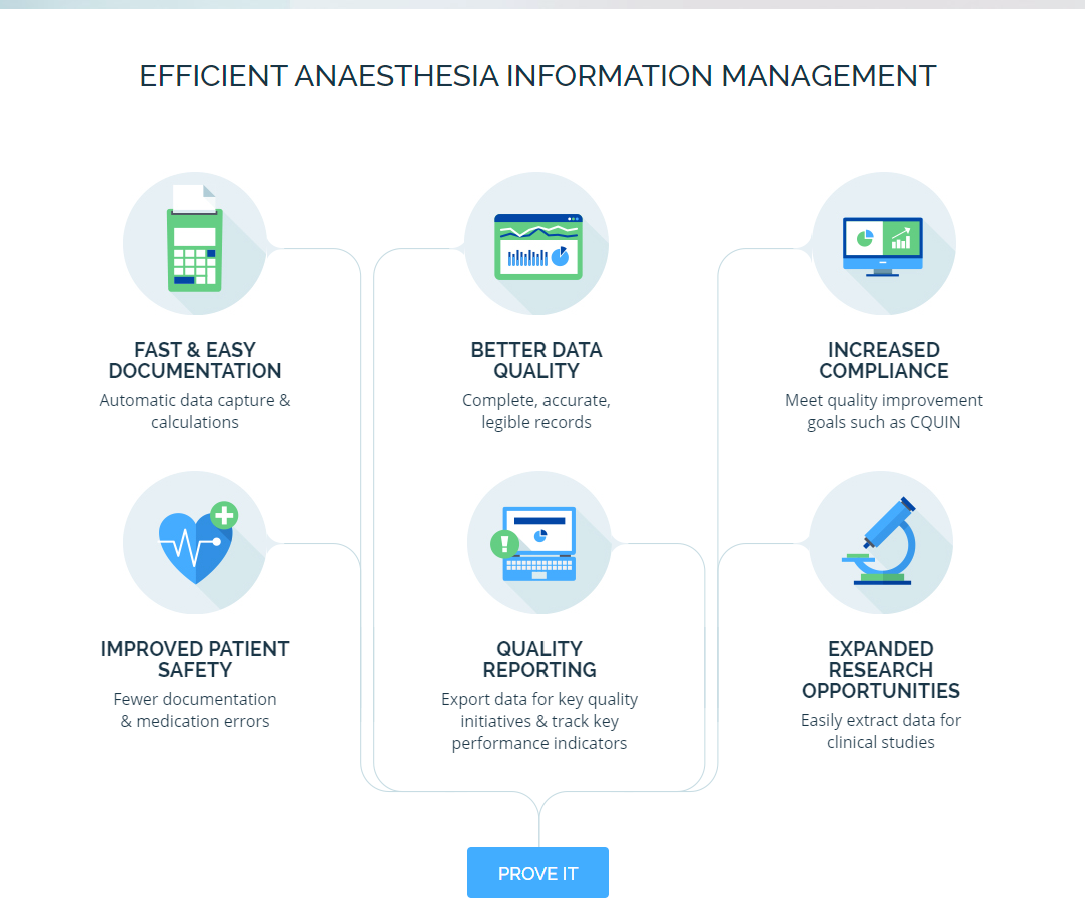 EFFICIENT ANAESTHESIA INFORMATION MANAGEMENT
FAST & EASY
DOCUMENTATION
Automatic data capture &
calculations
BETTER DATA
QUALITY
Complete, accurate,
legible records
INCREASED
COMPLIANCE
Meet quality improvement
goals such as CQUIN
IMPROVED PATIENT
SAFETY
Fewer documentation
& medication errors
QUALITY
REPORTING
Export data for key quality
initiatives & track key
performance indicators
EXPANDED
RESEARCH
OPPORTUNITIES
Easily extract data for
clinical studies
PROVE IT